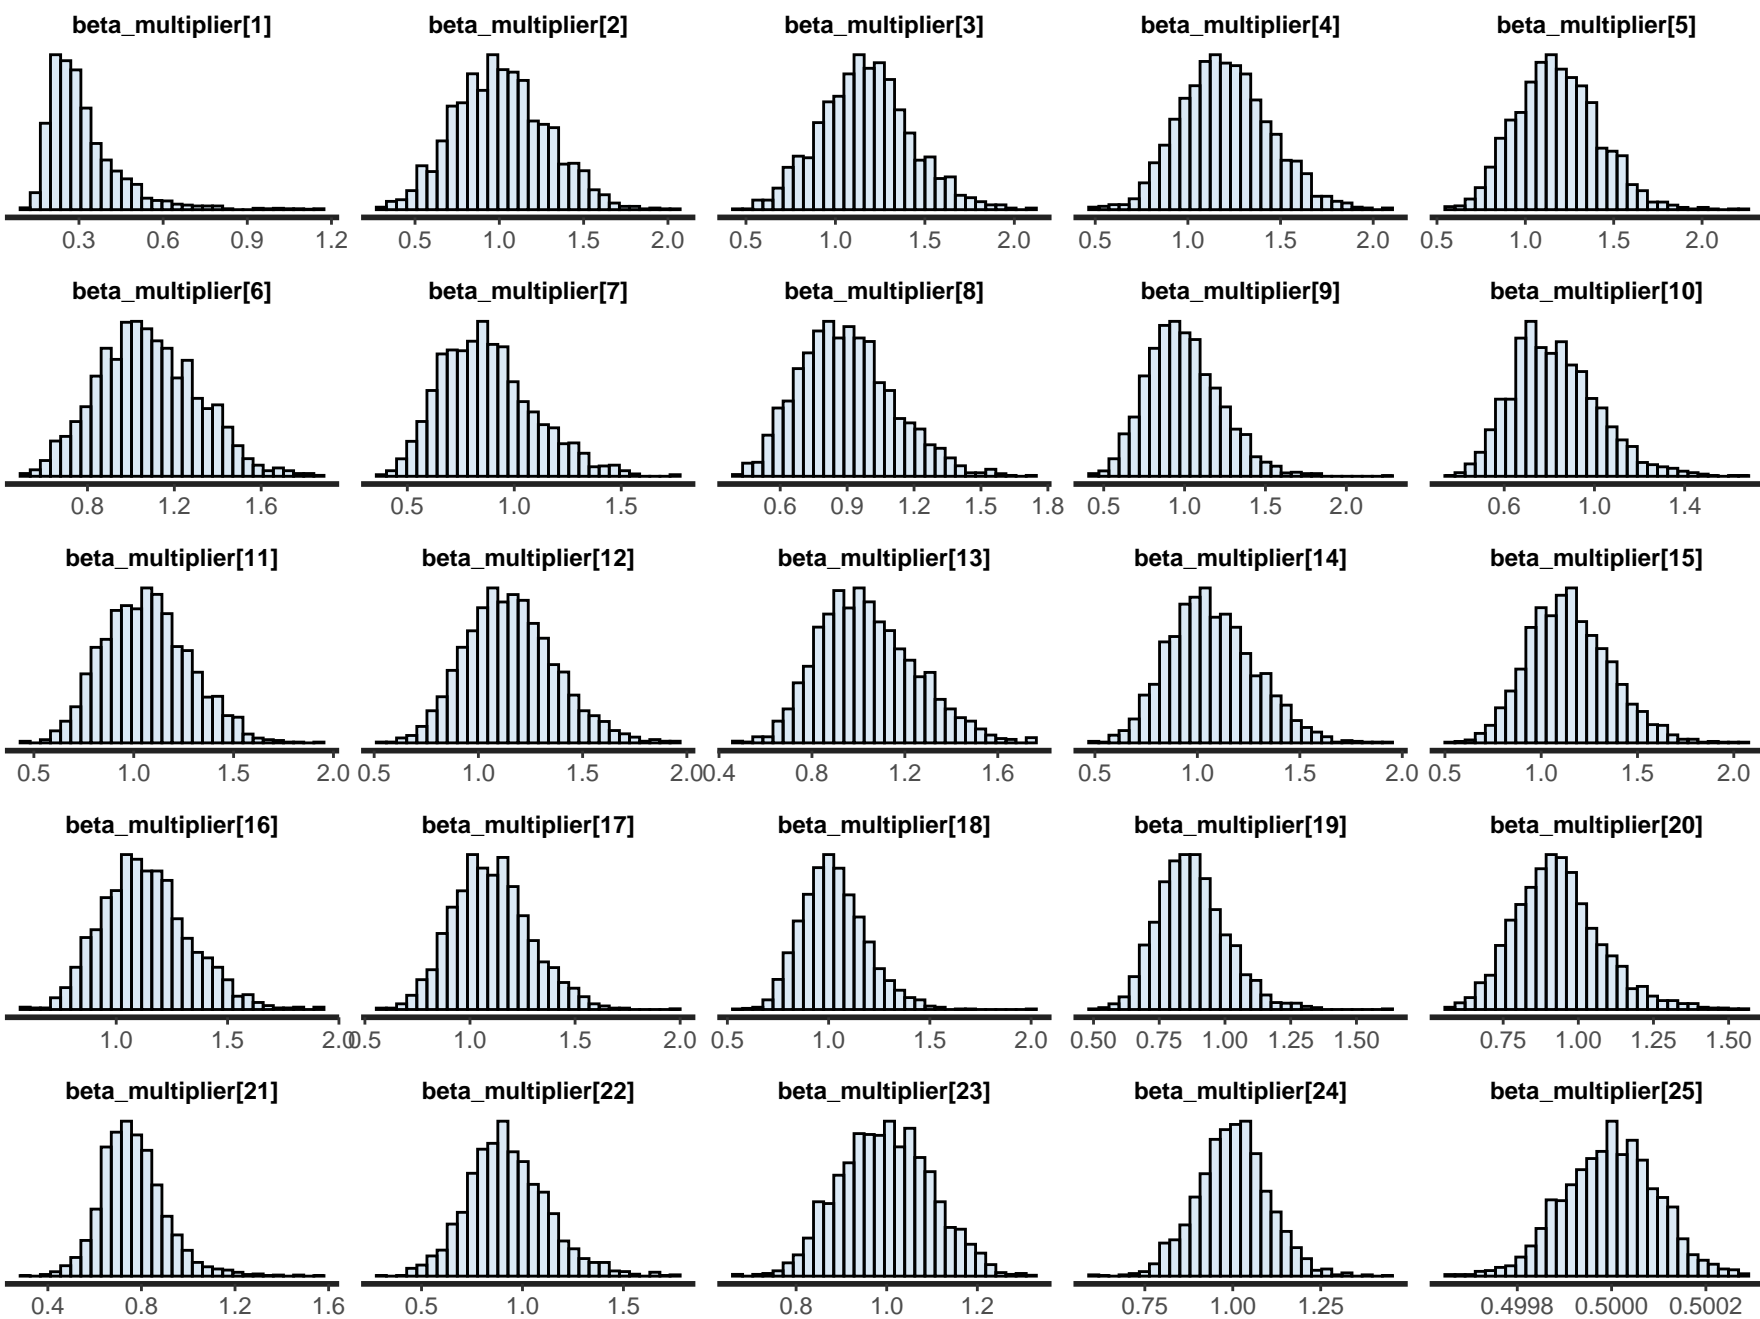 beta_multiplier[1] beta_multiplier[2] beta_multiplier[3] beta_multiplier[4] beta_multiplier[5]
0.3 0.6 0.9 1.2 0.5 1.0 1.5 2.0 0.5 1.0 1.5 2.0 0.5 1.0 1.5 2.0 0.5 1.0 1.5 2.0
beta_multiplier[6] beta_multiplier[7] beta_multiplier[8] beta_multiplier[9] beta_multiplier[10]
0.8 1.2 1.6 0.5 1.0 1.5 0.6 0.9 1.2 1.5 1.8 0.5 1.0 1.5 2.0 0.6 1.0 1.4
beta_multiplier[11] beta_multiplier[12] beta_multiplier[13] beta_multiplier[14] beta_multiplier[15]
0.5 1.0 1.5 2.0 0.5 1.0 1.5 2.0 0.4 0.8 1.2 1.6 0.5 1.0 1.5 2.0 0.5 1.0 1.5 2.0
beta_multiplier[16] beta_multiplier[17] beta_multiplier[18] beta_multiplier[19] beta_multiplier[20]
1.0 1.5 2.0 0.5 1.0 1.5 2.0 0.5 1.0 1.5 2.0 0.50 0.75 1.00 1.25 1.50 0.75 1.00 1.25 1.50
beta_multiplier[21] beta_multiplier[22] beta_multiplier[23] beta_multiplier[24] beta_multiplier[25]
0.4 0.8 1.2 1.6 0.5 1.0 1.5 0.8 1.0 1.2 0.75 1.00 1.25 0.4998 0.5000 0.5002